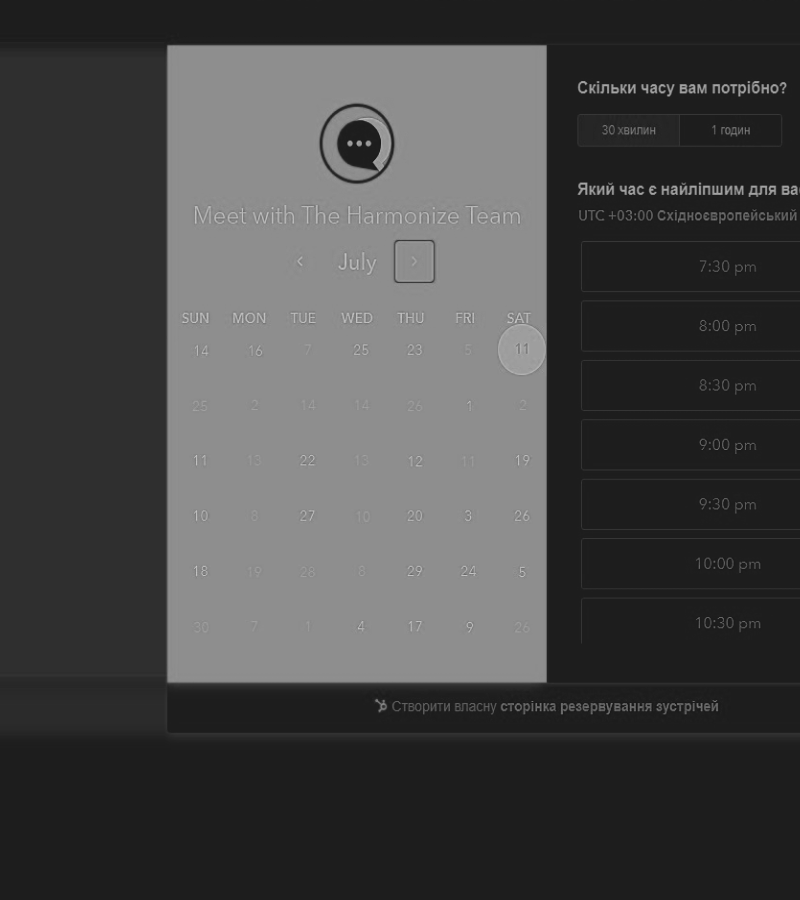 Meet with The Harmonize Team
July
SUN MON TUE WED THU FRI SAT
14 16 7 25 23 5 11
25 2 14 14 26 1 2
11 13 22 13 12 11 19
10 8 27 10 20 3 26
18 19 28 8 29 24 5
30 7 1 4 17 9 26
Скільки часу вам потрібно?
30 хвилин 1 годин
Який час є найліпшим для
UTC +03:00 Східноєвропейський
7:30 pm
8:00 pm
8:30 pm
9:00 pm
9:30 pm
10:00 pm
10:30 pm
Створити власну сторінка резервування зустрічей